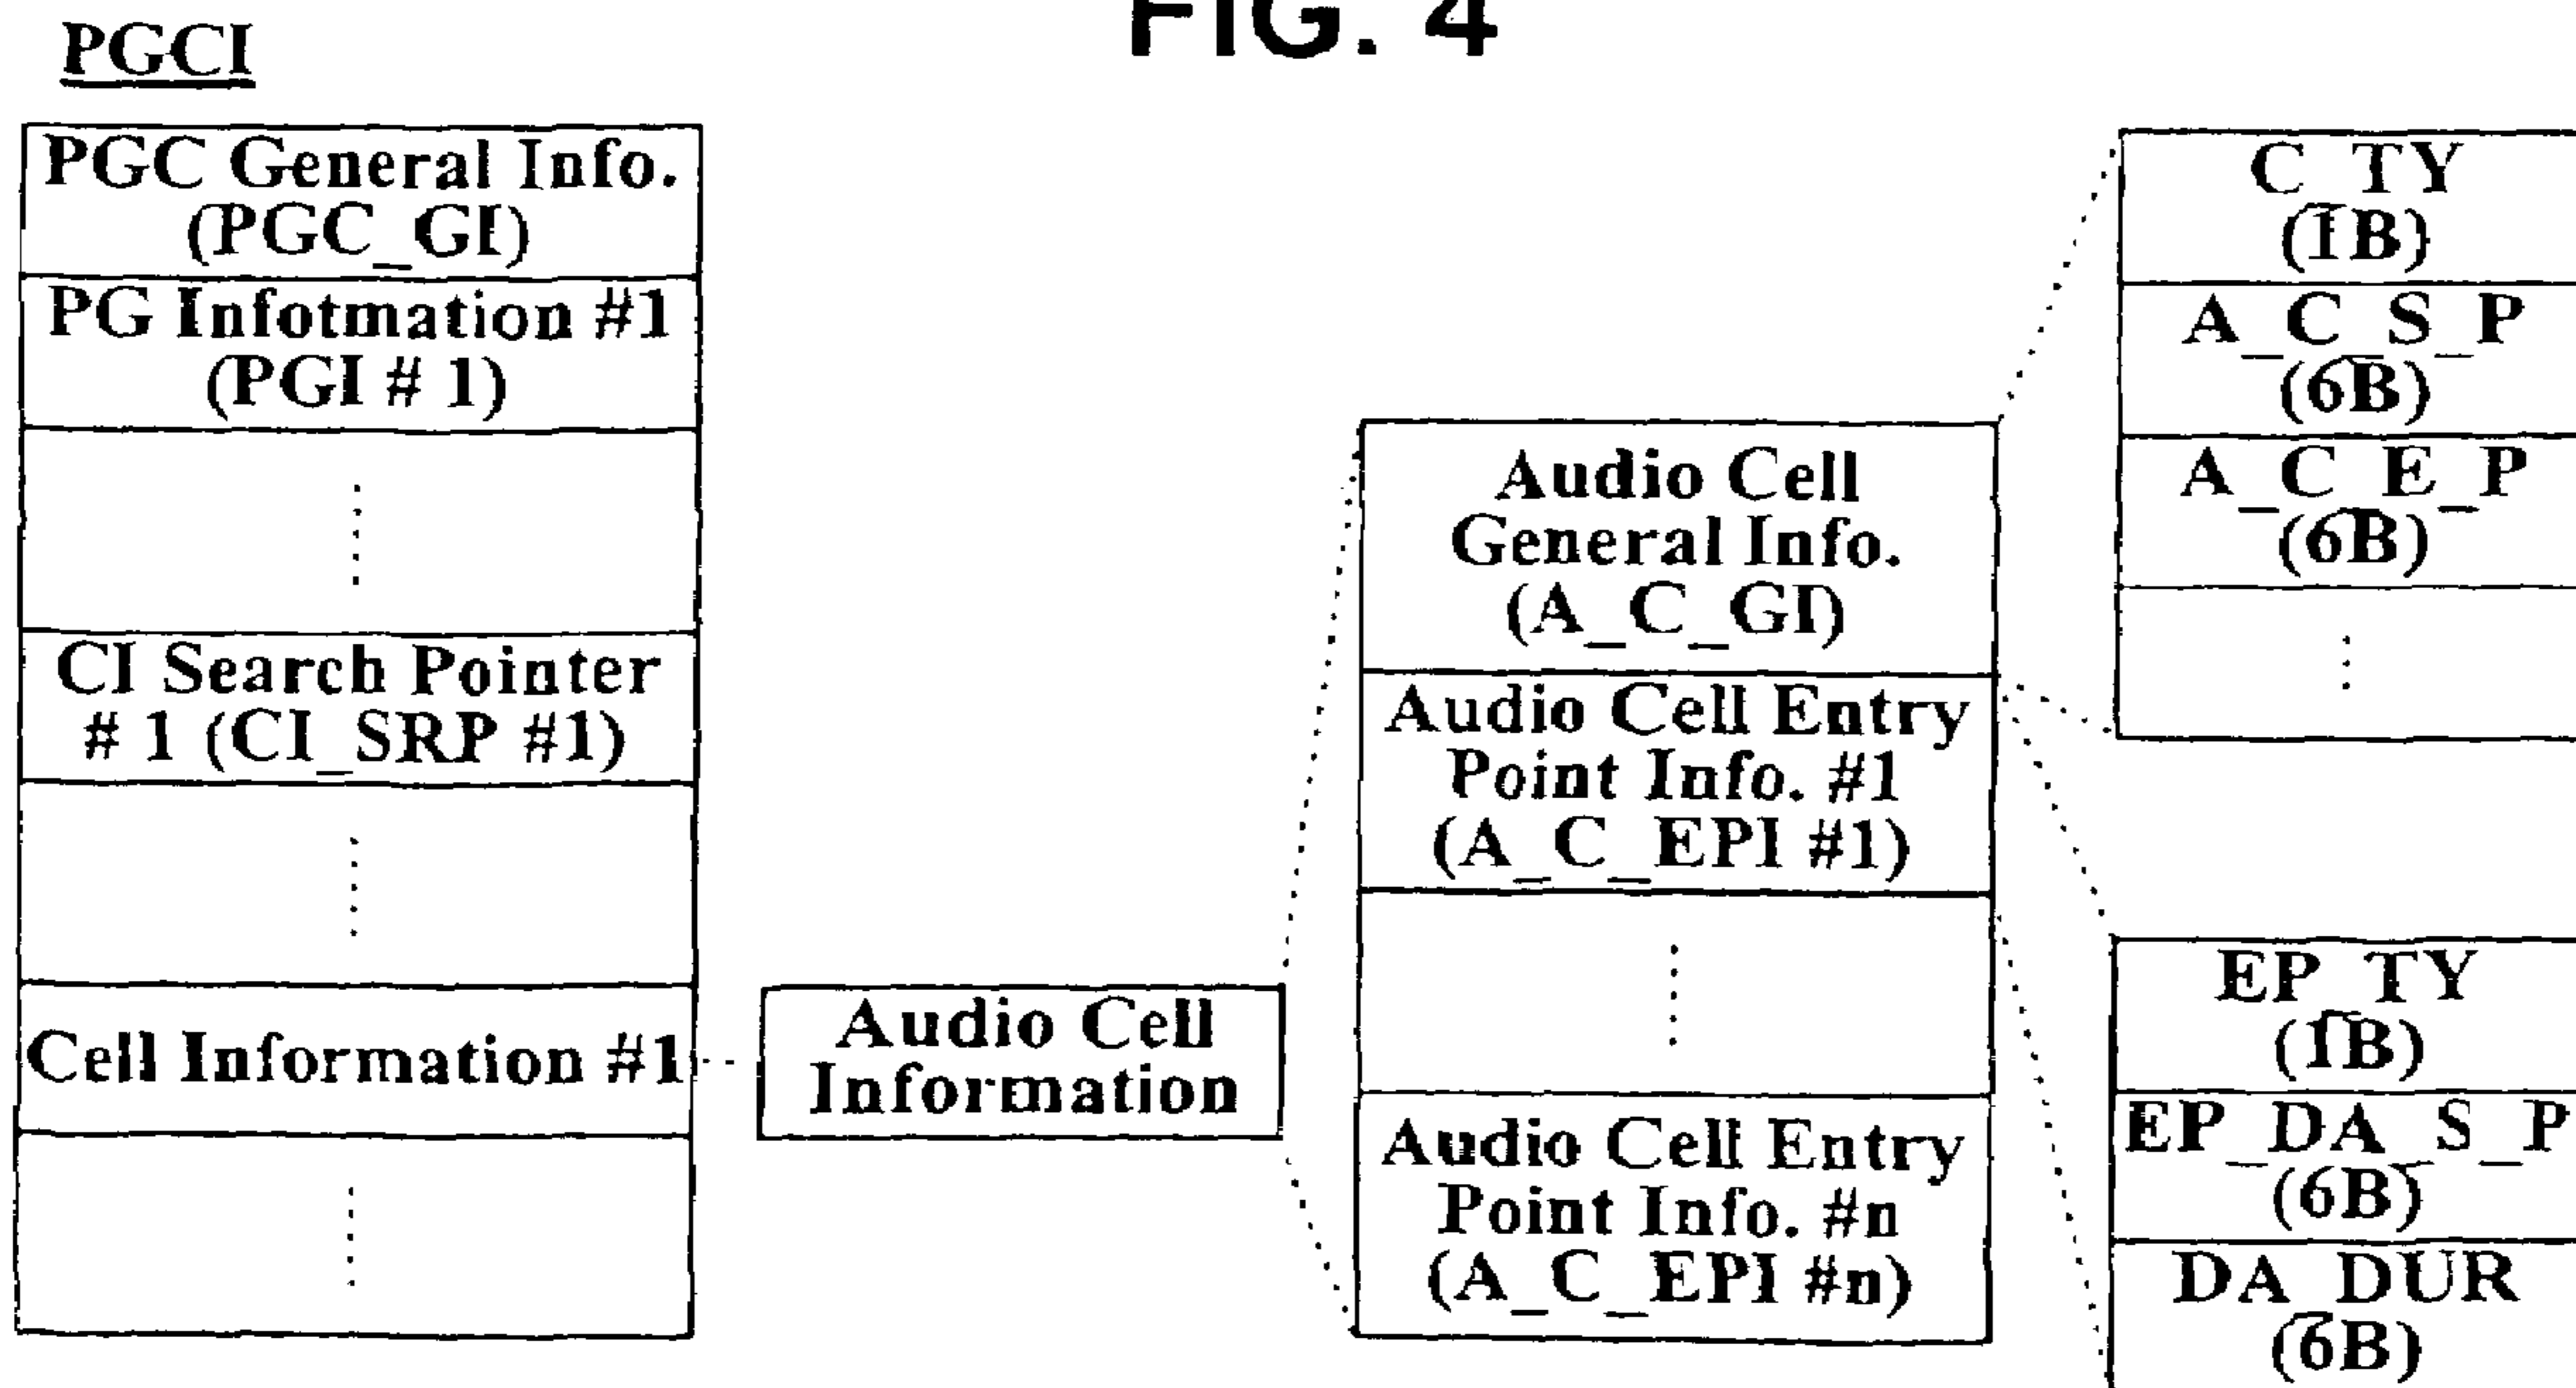 FIG. 4
PGCI
PGC General Info.
(PGC_GI)
PG Infotmation #1
(PGI # 1)
CI Search Pointer
# 1 (CI_SRP #1)
Cell Information #1
Audio Cell
Information
Audio Cell
General Info.
(A_C_GI)
Audio Cell Entry
Point Info. #1
(A_C_EPI #1)
Audio Cell Entry
Point Info. #n
(A_C_EPI #n)
C_TY
(1B)
A_C_S_P
(6B)
A_C_E_P
(6B)
EP_TY
(1B)
EP_DA_S_P
(6B)
DA_DUR
(6B)